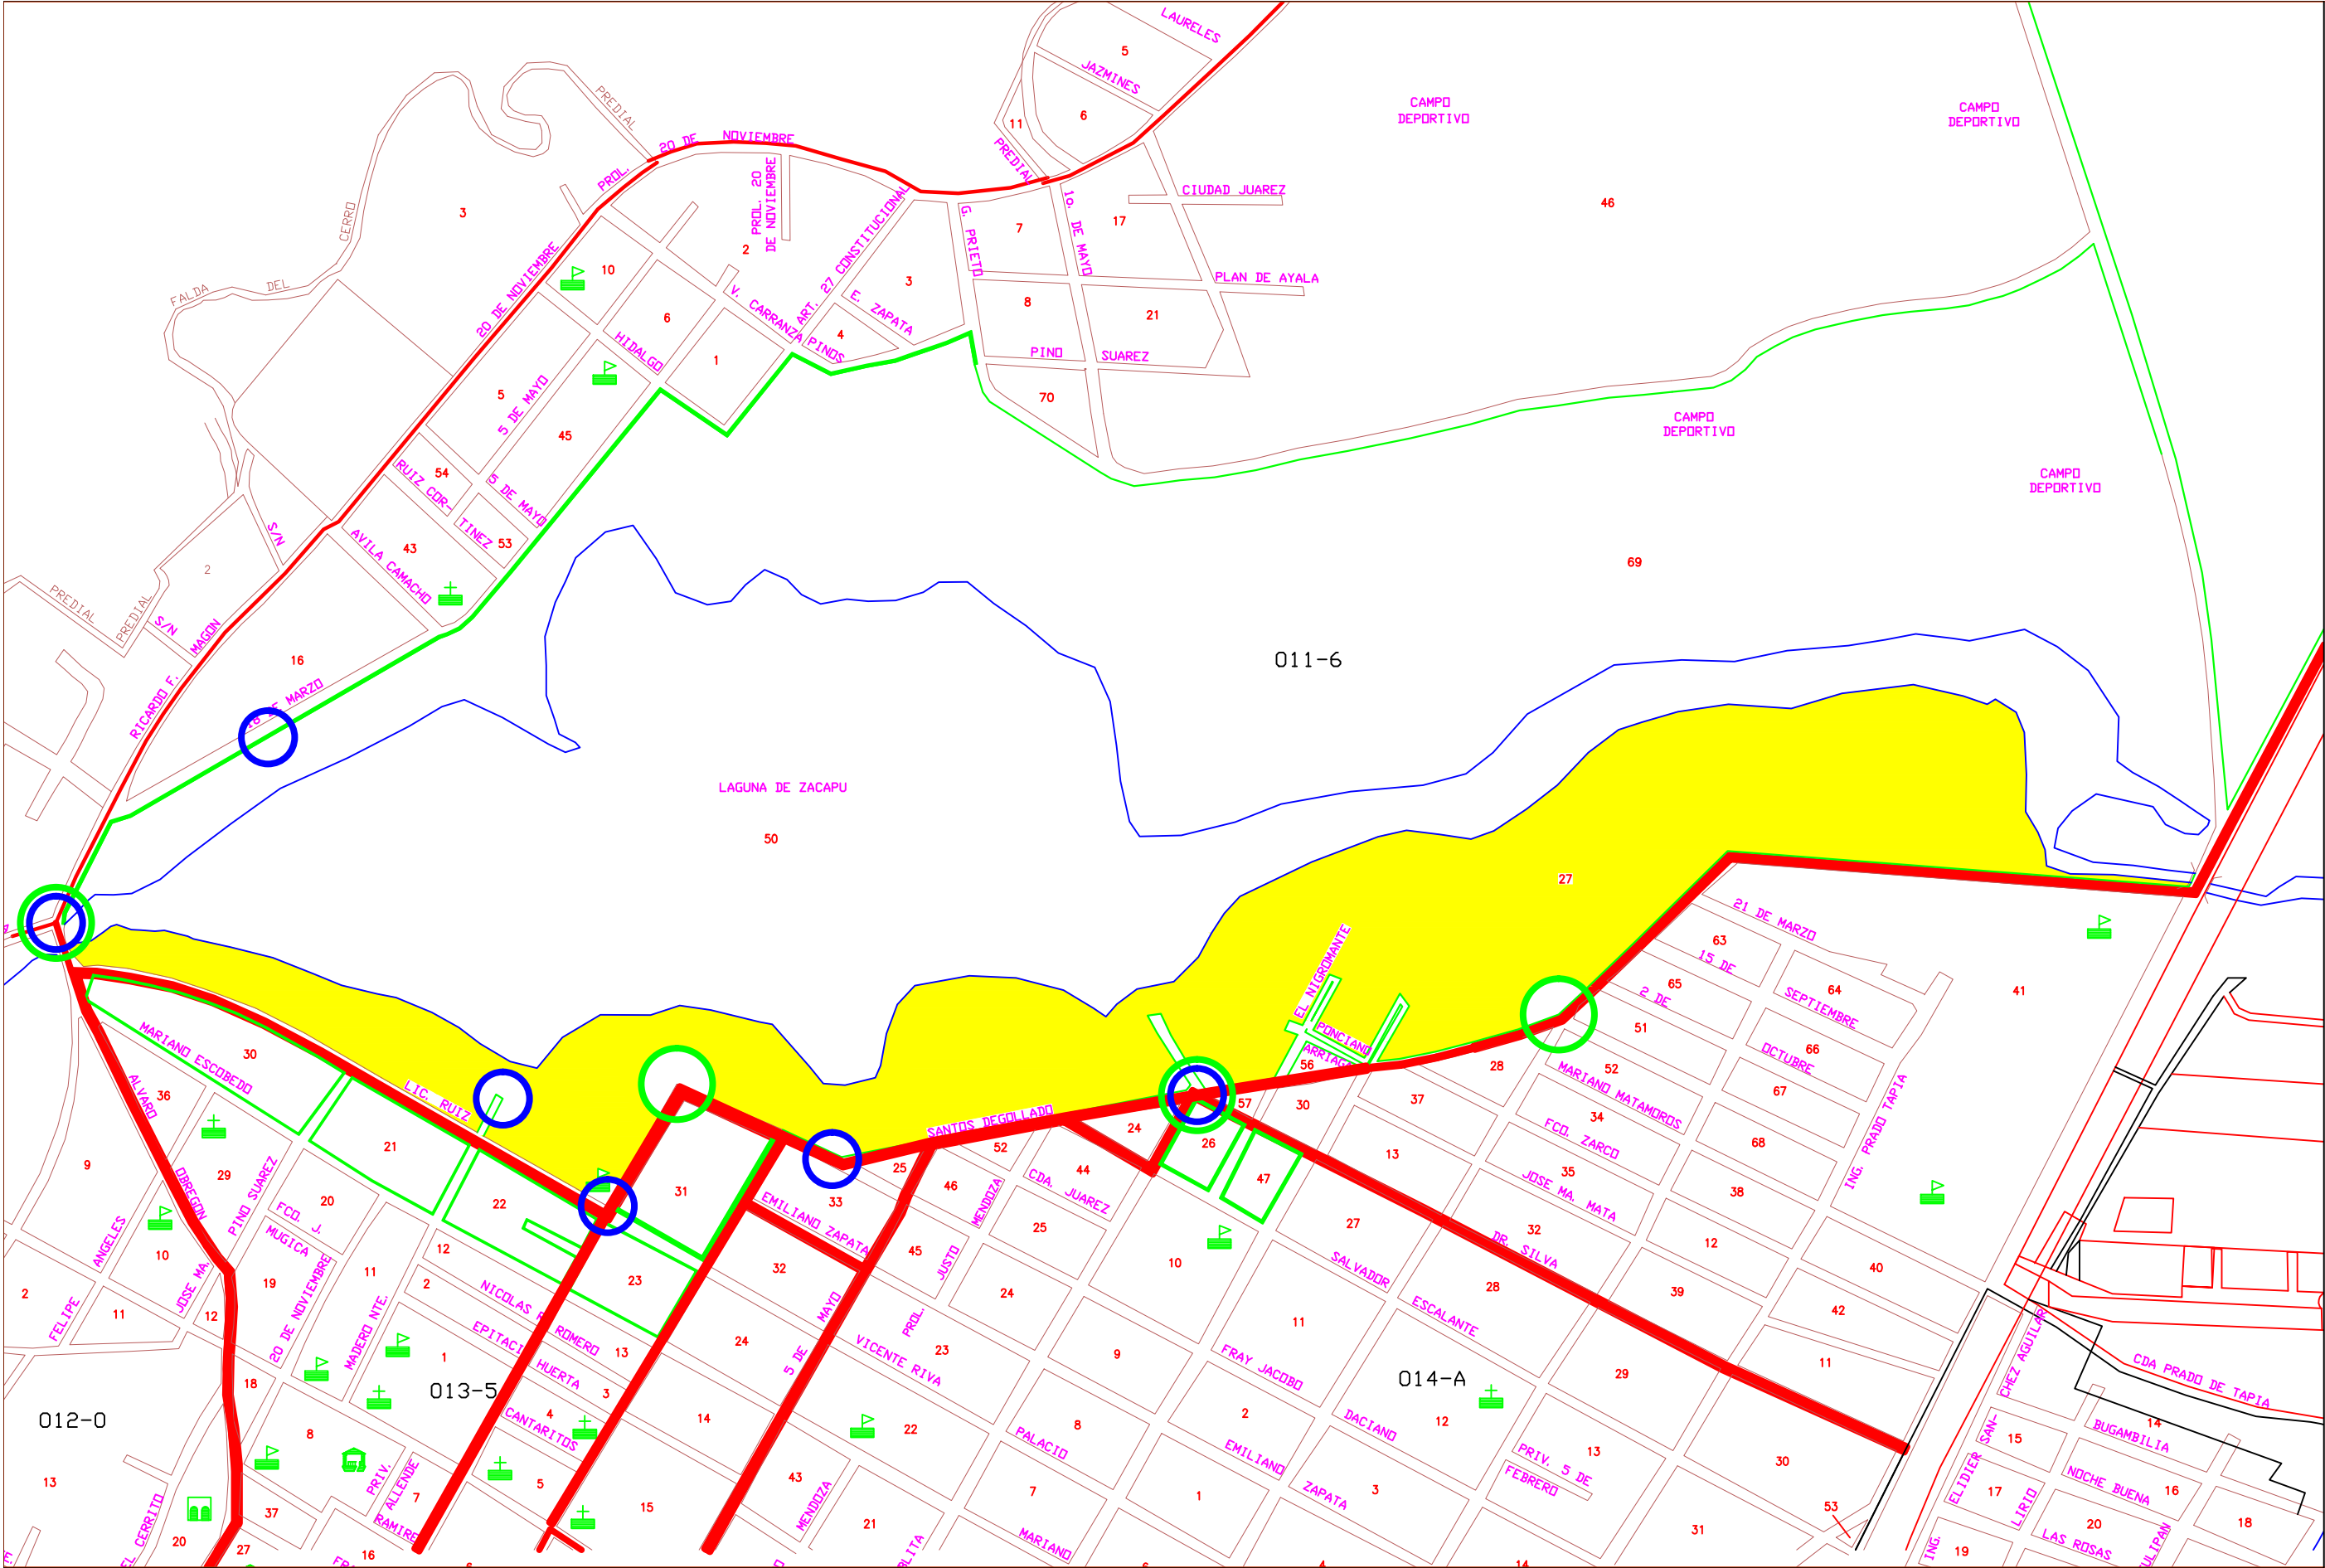 LAURELES
5
JAZMINES
6
11
PREDIAL
CAMPO
DEPORTIVO
CAMPO
DEPORTIVO
PREDIAL
20 DE NOVIEMBRE
PROL.
PROL. 20
DE NOVIEMBRE
3
CERRO
FALDA DEL
20 DE NOVIEMBRE
10
2
ART. 27 CONSTITUCIONAL
G. PRIETO
1o. DE MAYO
7
17
CIUDAD JUAREZ
46
PLAN DE AYALA
3
8
21
6
HIDALGO
V. CARRANZA
PINOS
E. ZAPATA
4
1
PINO SUAREZ
5
5 DE MAYO
45
70
CAMPO
DEPORTIVO
CAMPO
DEPORTIVO
54
RUIZ COR-
TINEZ
5 DE MAYO
53
43
AVILA CAMACHO
S/N
2
PREDIAL
PREDIAL
S/N
RICARDO F. MAGON
16
18 DE MARZO
69
011-6
LAGUNA DE ZACAPU
50
27
21 DE MARZO
63
15 DE
SEPTIEMBRE
64
65
2 DE
OCTUBRE
41
51
66
52
67
MARIANO MATAMOROS
34
FCO. ZARCO
68
35
JOSE MA. MATA
38
ING. PRADO TAPIA
EL NIGROMANTE
PONCIANO
ARRIAGA
56
28
37
57
30
24
26
47
13
SANTOS DEGOLLADO
52
25
44
46
MENDOZA
CDA. JUAREZ
33
EMILIANO ZAPATA
31
45
JUSTO
25
24
10
27
32
DR. SILVA
12
40
SALVADOR
28
39
42
ESCALANTE
11
11
29
30
MARIANO ESCOBEDO
LIC. RUIZ
30
21
22
23
36
29
20
9
ALVARO
OBREGON
PINO SUAREZ
FCO. J.
MUGICA
19
10
ANGELES
FELIPE
2
11
JOSE MA.
12
20 DE NOVIEMBRE
MADERO NTE.
11
12
2
NICOLAS R. ROMERO
EPITACI
HUERTA
13
1
3
4
CANTARITOS
013-5
012-0
18
8
PRIV.
ALLENDE
7
5
RAMIRE
13
20
37
27
16
EL CERRITO
32
24
14
15
5 DE
MAYO
PROL.
VICENTE RIVA
23
9
FRAY JACOBO
2
8
22
PALACIO
43
MENDOZA
7
21
MARIANO
1
EMILIANO
ZAPATA
3
DACIANO
12
014-A
PRIV. 5 DE
FEBRERO
13
31
53
14
CHEZ AGUILAR
ELIDIER SAN-
ING.
CDA PRADO DE TAPIA
14
BUGAMBILIA
15
NOCHE BUENA
16
17
LIRIO
20
LAS ROSAS
18
19